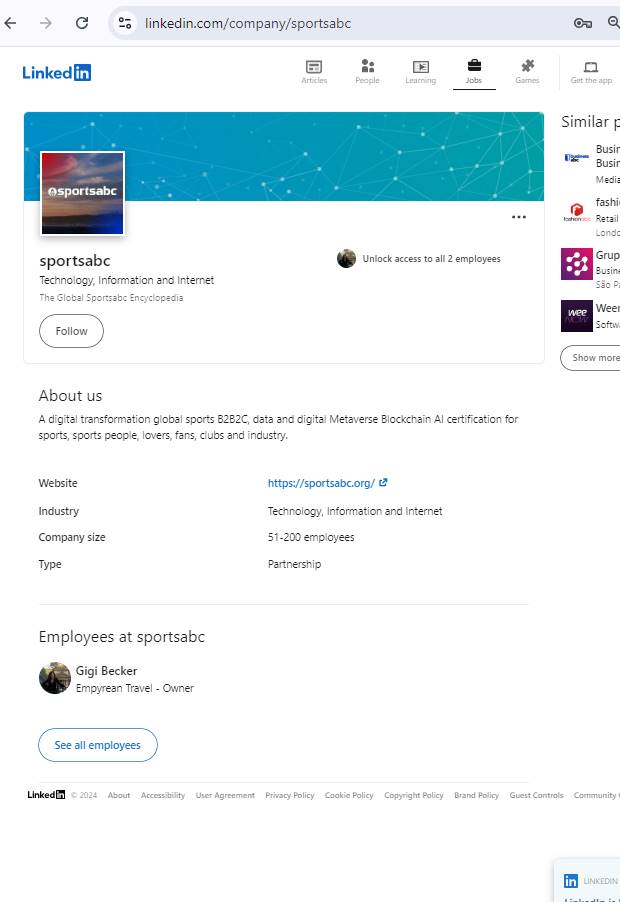 linkedin.com/company/sportsabc
LinkedIn
Articles
People
Learning
Jobs
Games
Get the app
sportsabc
sportsabc
Technology, Information and Internet
The Global Sportsabc Encyclopedia
Unlock access to all 2 employees
Follow
About us
A digital transformation global sports B2B2C, data and digital Metaverse Blockchain AI certification for
sports, sports people, lovers, fans, clubs and industry.
Website https://sportsabc.org/
Industry Technology, Information and Internet
Company size 51-200 employees
Type Partnership
Employees at sportsabc
Gigi Becker
Empyrean Travel - Owner
See all employees
LinkedIn © 2024 About Accessibility User Agreement Privacy Policy Cookie Policy Copyright Policy Brand Policy Guest Controls Community
Similar p
Busin
Busin
Media
fashi
Retail
Londo
Grup
Busine
São Pa
wee
Weer
Softwa
Show more
LINKEDIN